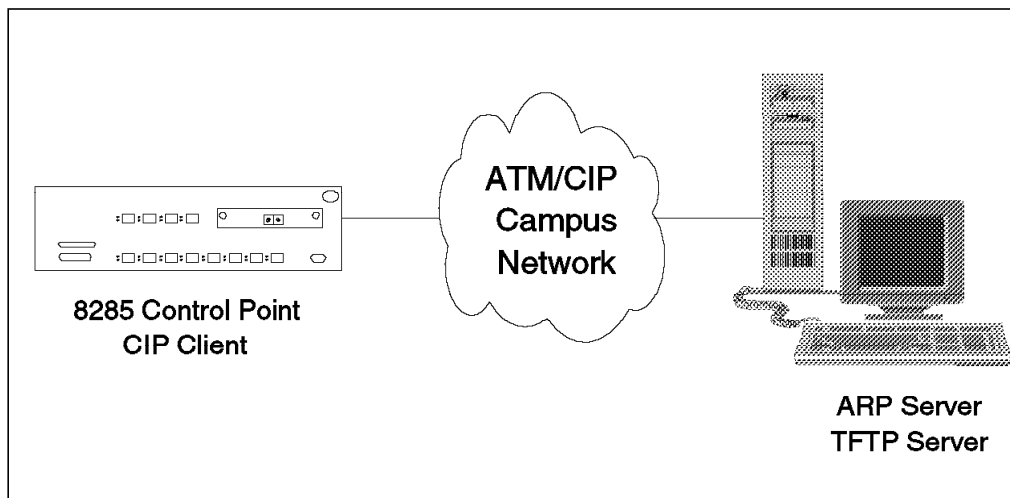 ATM/CIP
Campus
Network
8285 Control Point
CIP Client
ARP Server
TFTP Server